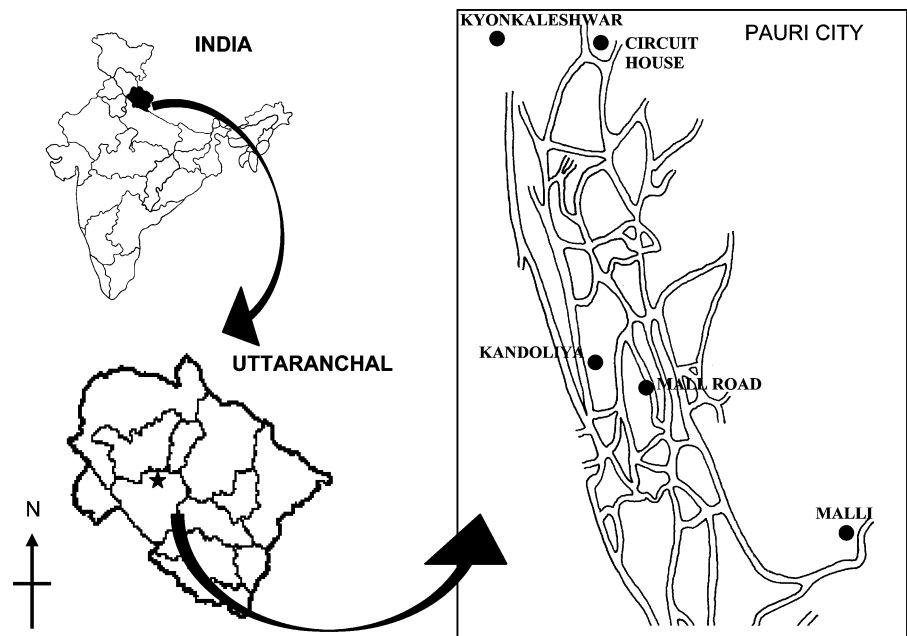 INDIA
UTTARANCHAL
N
PAURI CITY
KYONKALESHWAR
CIRCUIT
HOUSE
KANDOLIYA
MALL ROAD
MALLI